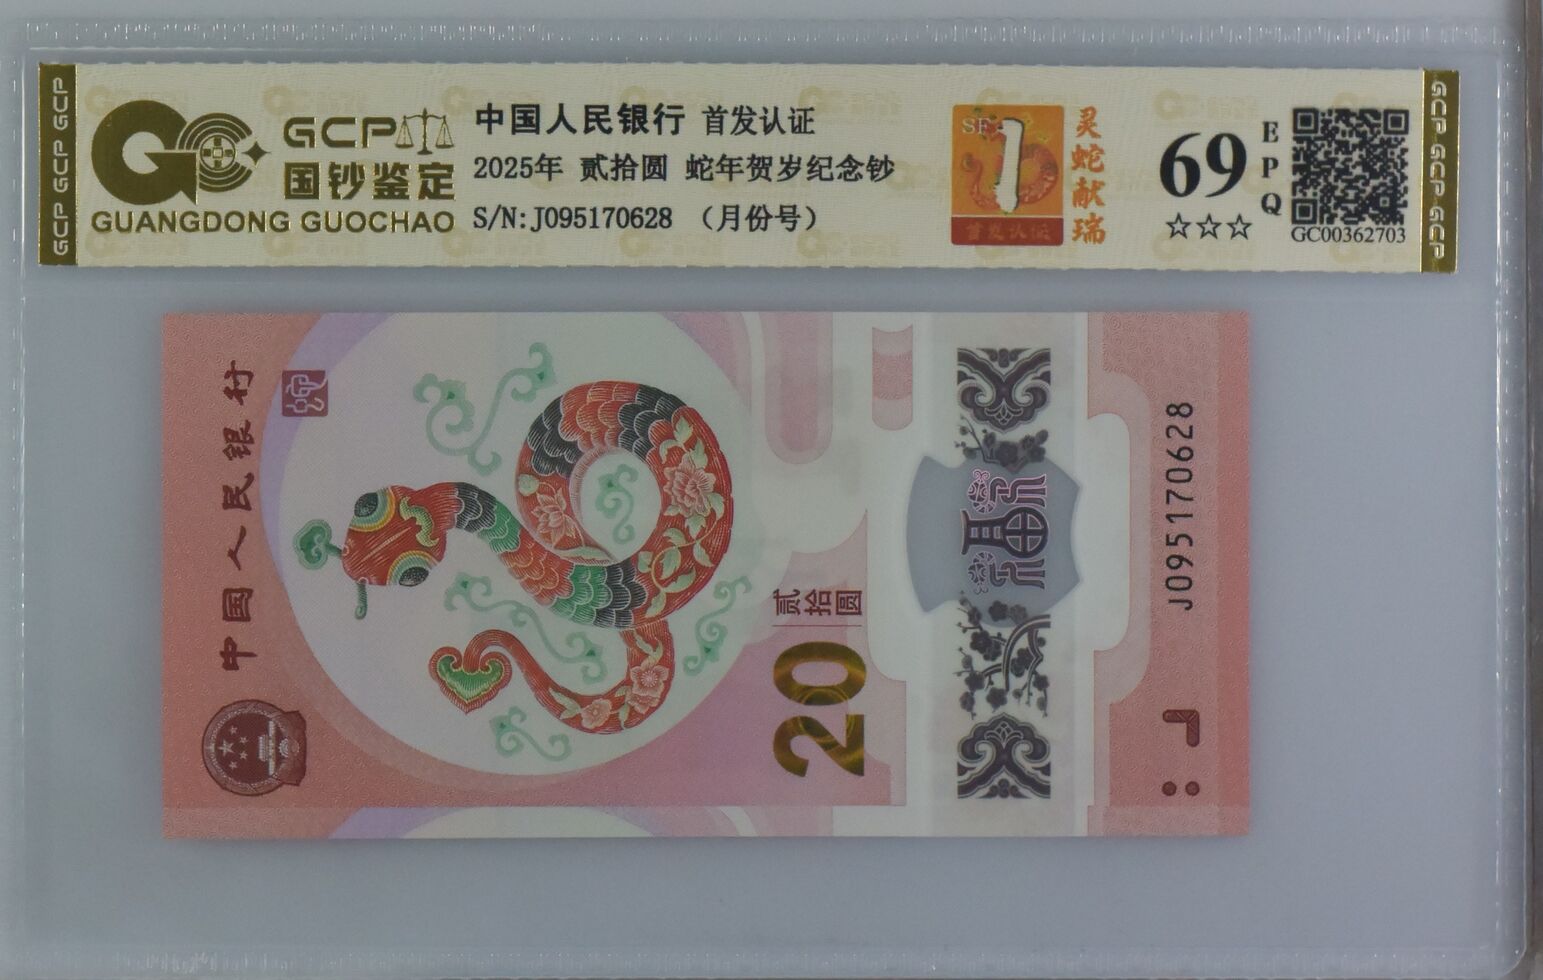 GCP GCP GCP
GCP
国钞鉴定
GUANGDONG GUOCHAO
中国人民银行 首发认证
2025年 贰拾圆 蛇年贺岁纪念钞
S/N:J095170628 （月份号）
首发认证
灵蛇献瑞
69
EPQ
☆☆☆
GC00362703
GCP GCP GCP
中国人民银行
贰拾圆
20
福
J095170628